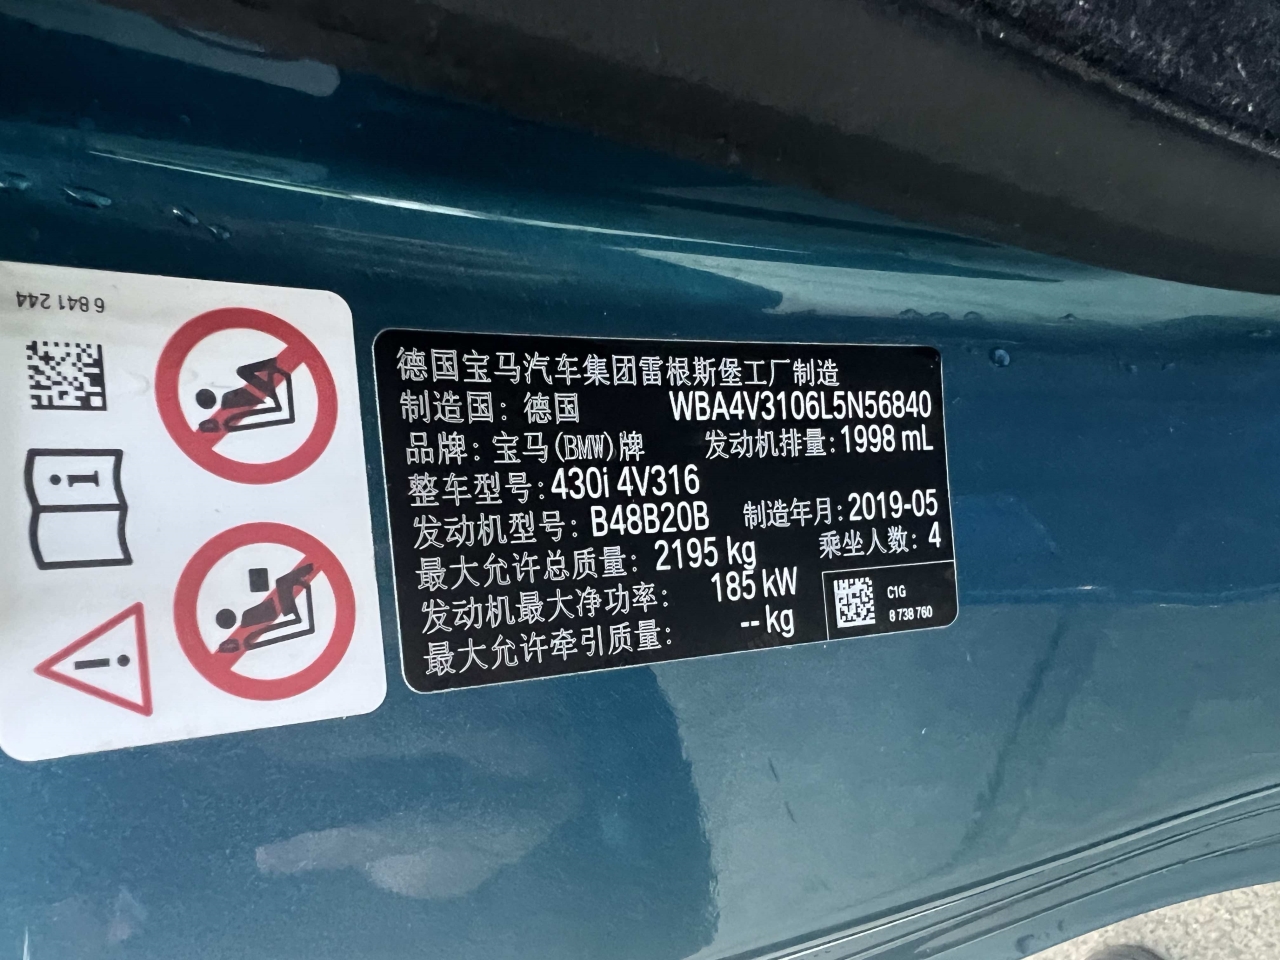 6 841 244
德国宝马汽车集团雷根斯堡工厂制造
制造国：德国 WBA4V3106L5N56840
品牌：宝马(BMW)牌 发动机排量：1998 mL
整车型号：430i 4V316
发动机型号：B48B20B 制造年月：2019-05
最大允许总质量：2195 kg 乘坐人数：4
发动机最大净功率：185 kW
最大允许牵引质量：-- kg
C1G
8 738 760